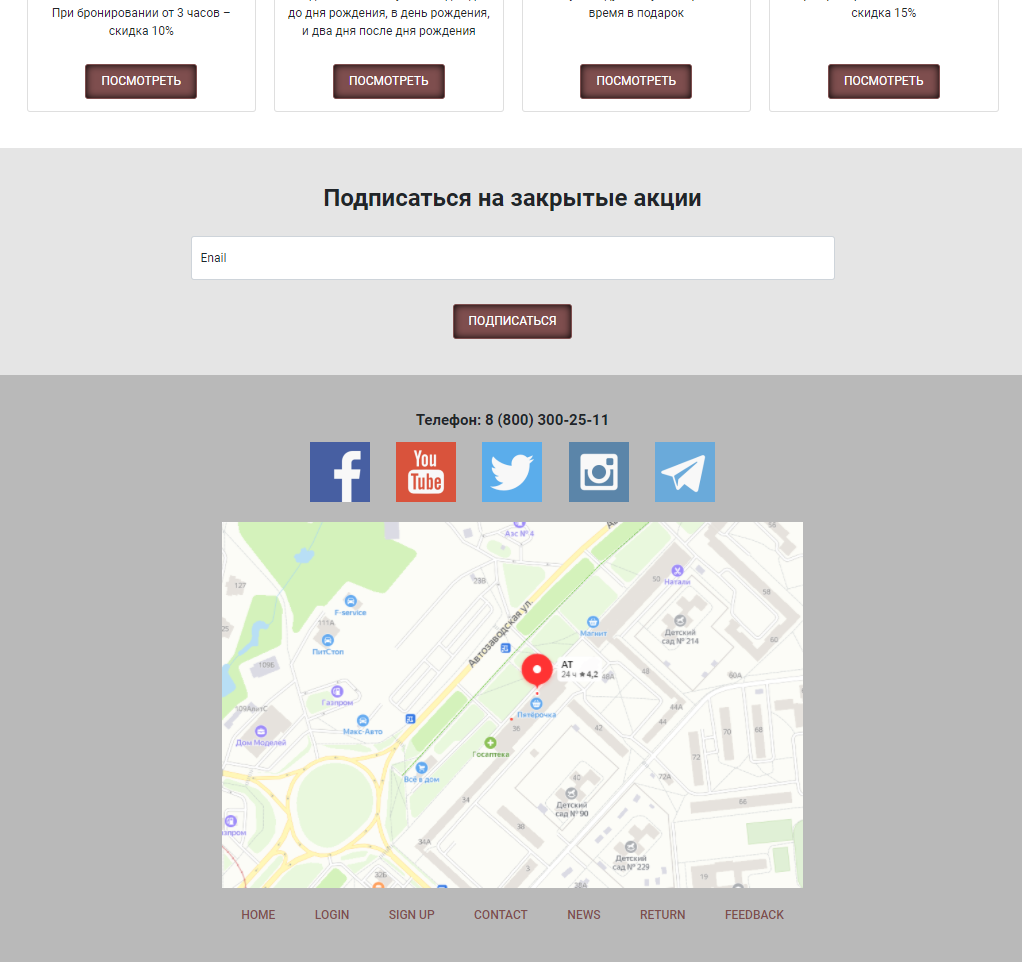 При бронировании от 3 часов –
скидка 10%
до дня рождения, в день рождения,
и два дня после дня рождения
время в подарок
скидка 15%
ПОСМОТРЕТЬ
ПОСМОТРЕТЬ
ПОСМОТРЕТЬ
ПОСМОТРЕТЬ
Подписаться на закрытые акции
Enail
ПОДПИСАТЬСЯ
Телефон: 8 (800) 300-25-11
You
Tube
Азс № 4
23В
50
Натали
58
127
F-service
111А
ПитСтоп
Автозаводская ул.
Магнит
Детский
сад № 214
60
109Б
АТ
24 ч ★ 4,2
48А
48
60А
Газпром
Пятёрочка
44А
109АвитС
Макс-Авто
36
42
44
70
68
Дом Моделей
Госаптека
72
Всё в дом
40
72А
34
Детский
сад № 90
66
30
34А
Детский
сад № 229
3
32Б
19
HOME
LOGIN
SIGN UP
CONTACT
NEWS
RETURN
FEEDBACK